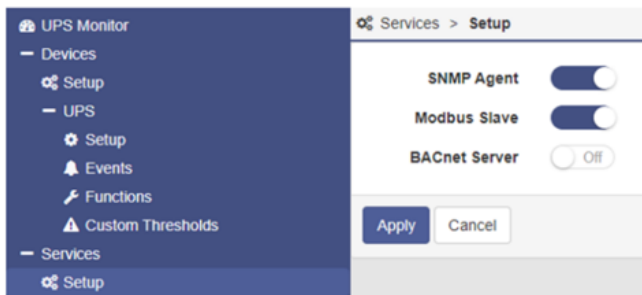 UPS Monitor
Devices
Setup
UPS
Setup
Events
Functions
Custom Thresholds
Services
Setup
Services > Setup
SNMP Agent
Modbus Slave
BACnet Server Off
Apply Cancel